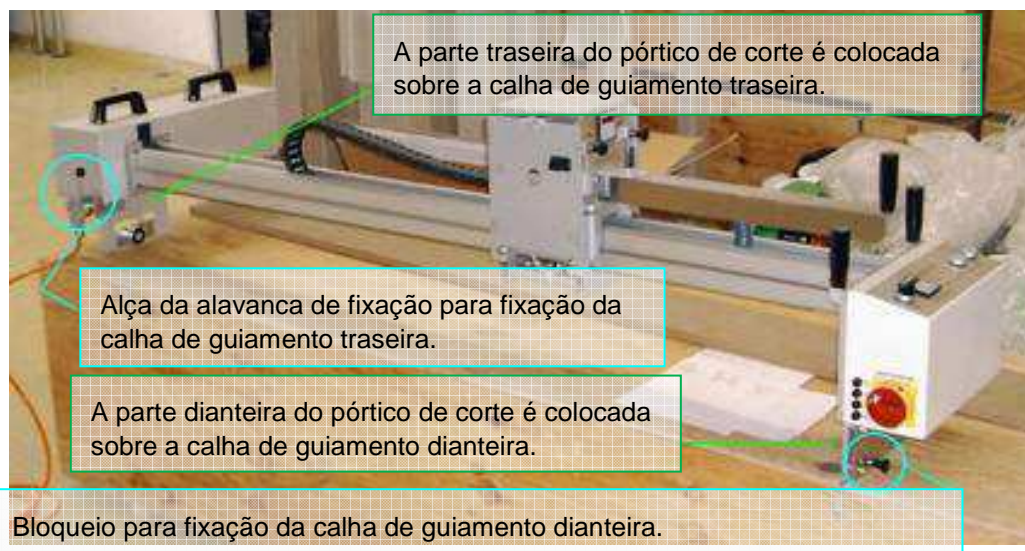 A parte traseira do pórtico de corte é colocada
sobre a calha de guiamento traseira.
Alça da alavanca de fixação para fixação da
calha de guiamento traseira.
A parte dianteira do pórtico de corte é colocada
sobre a calha de guiamento dianteira.
Bloqueio para fixação da calha de guiamento dianteira.